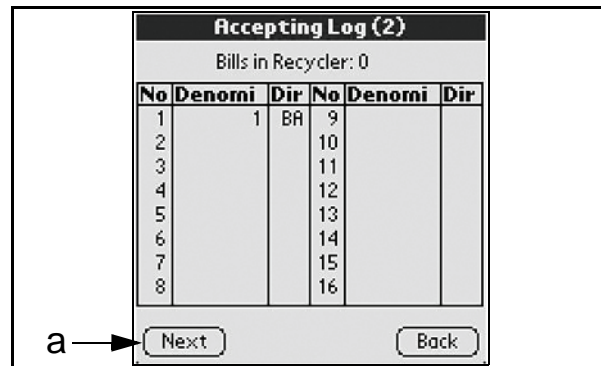 Accepting Log (2)
Bills in Recycler: 0
No Denomi Dir No Denomi Dir
1 1 BA 9
2 10
3 11
4 12
5 13
6 14
7 15
8 16
a Next Back